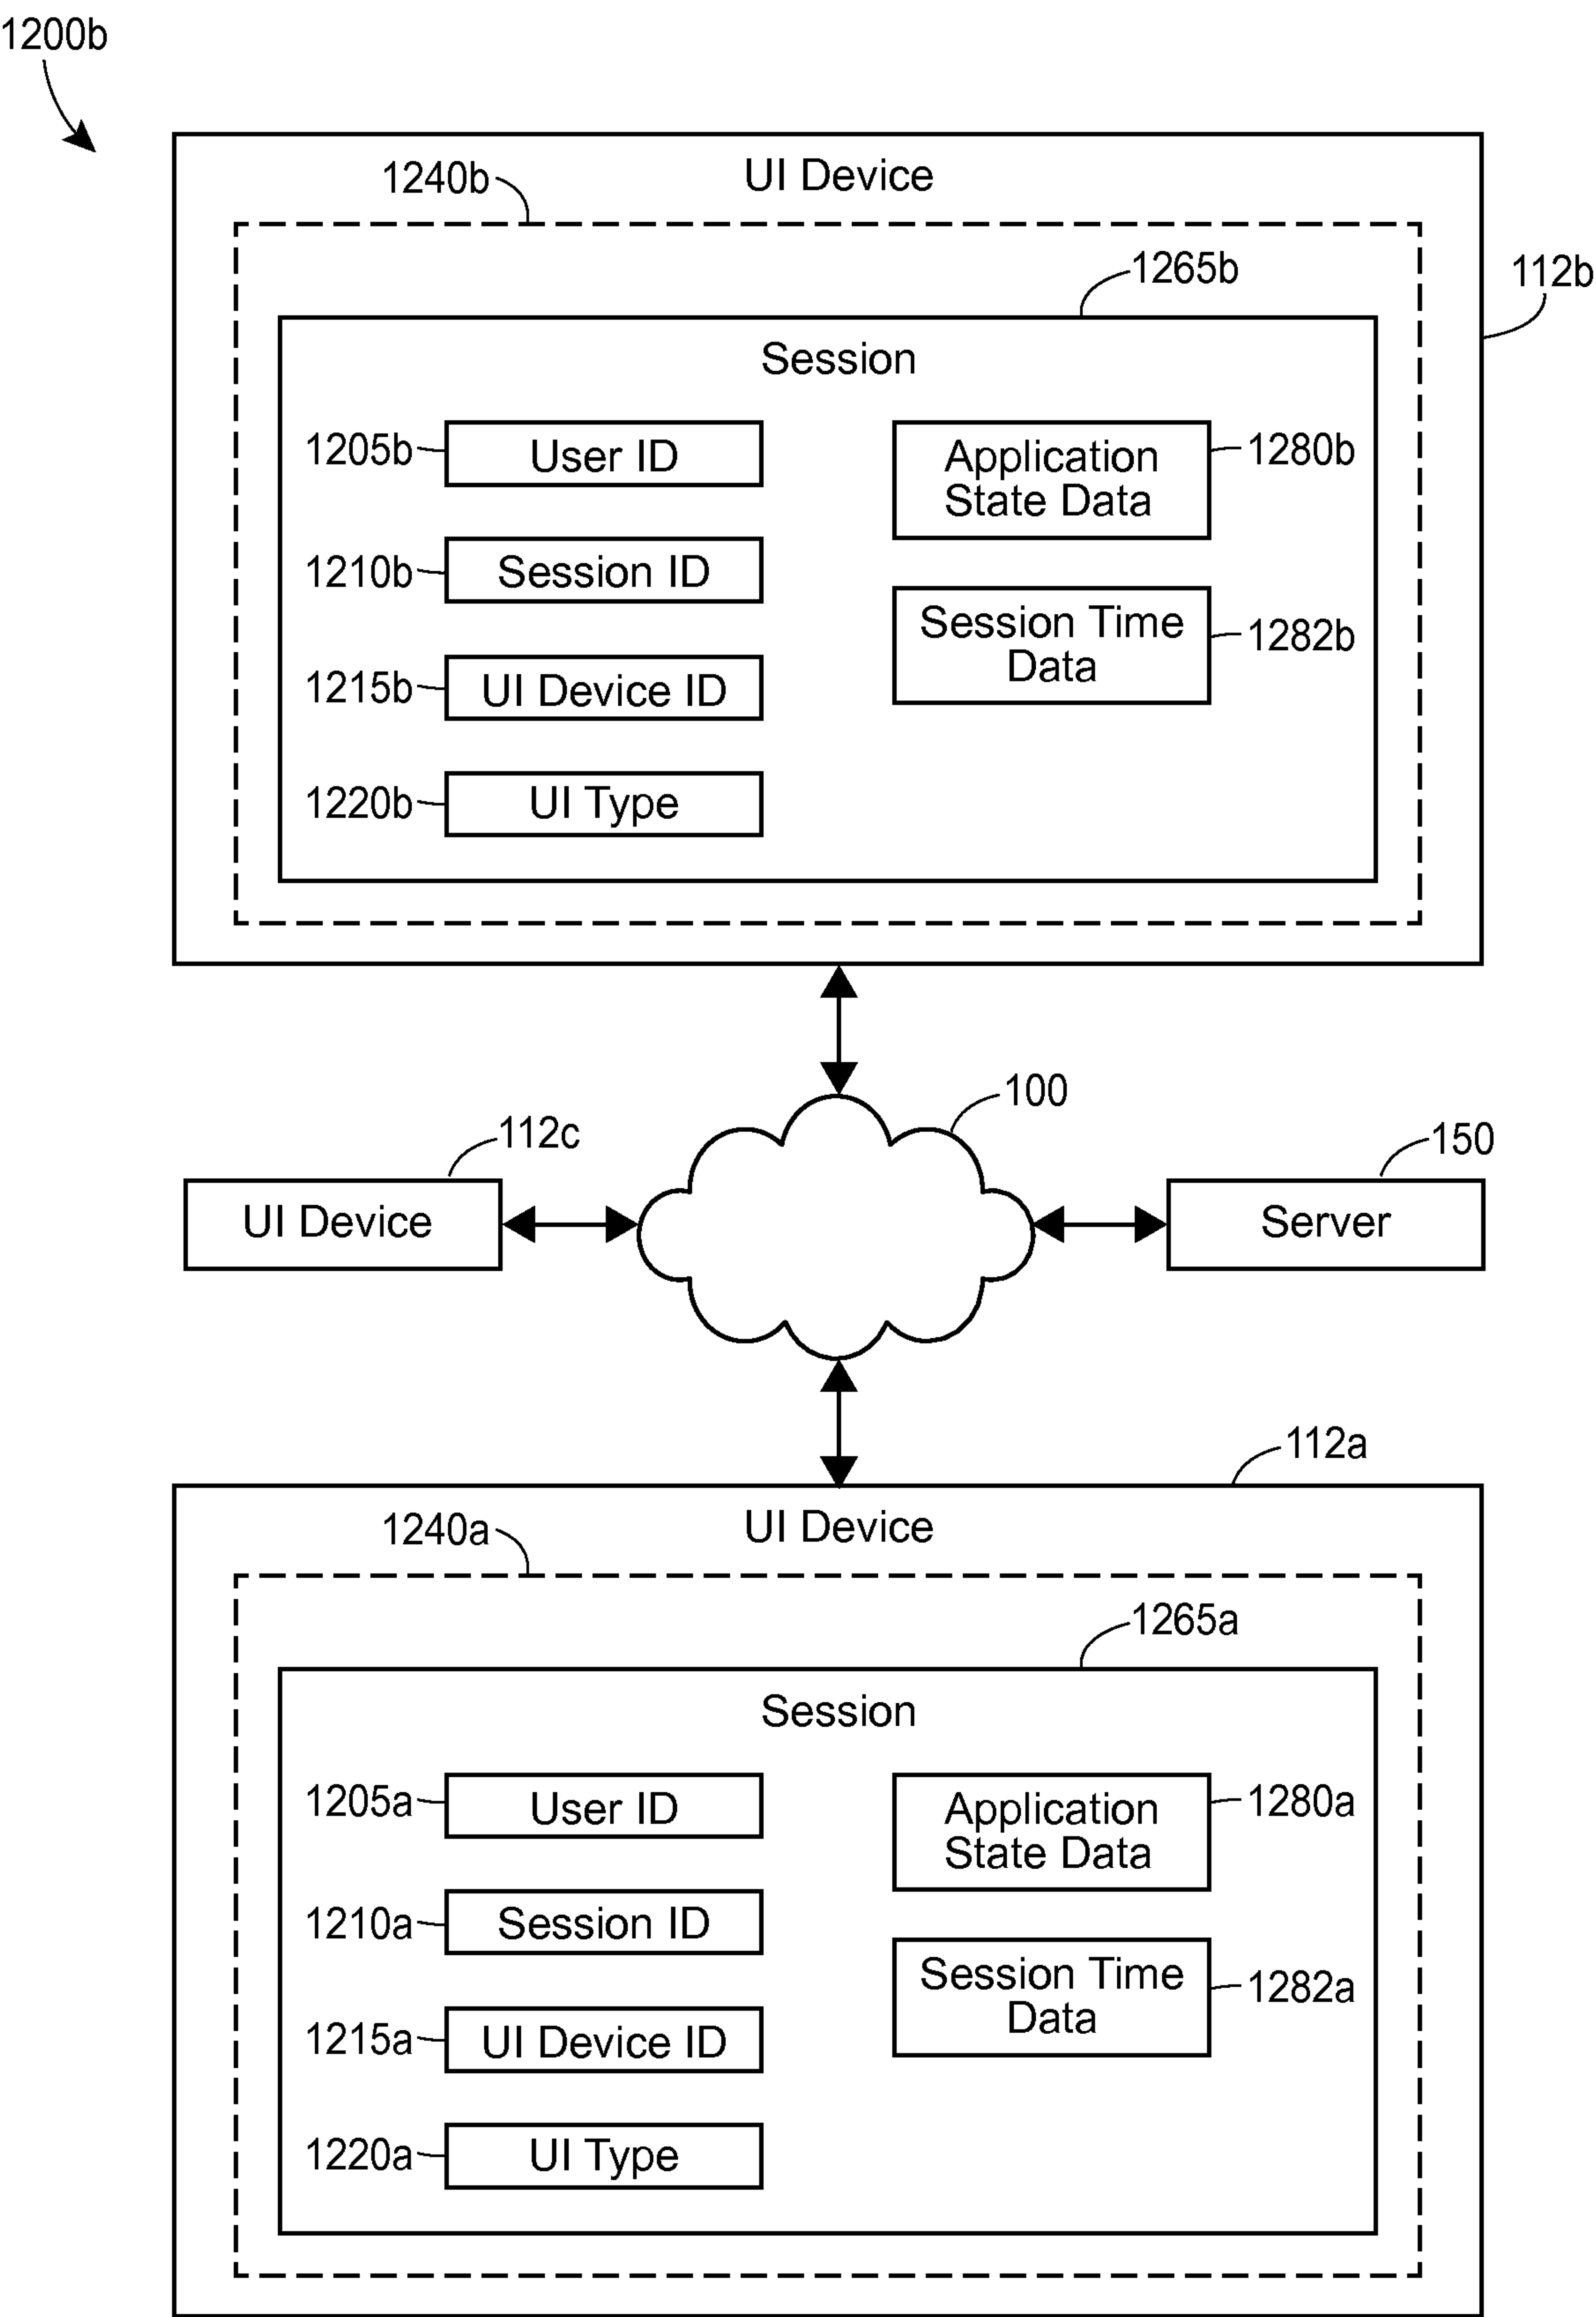 1200b
UI Device
1240b
1265b
112b
Session
1205b
User ID
Application
State Data
1280b
1210b
Session ID
Session Time
Data
1282b
1215b
UI Device ID
1220b
UI Type
100
112c
150
UI Device
Server
112a
UI Device
1240a
1265a
Session
1205a
User ID
Application
State Data
1280a
1210a
Session ID
Session Time
Data
1282a
1215a
UI Device ID
1220a
UI Type